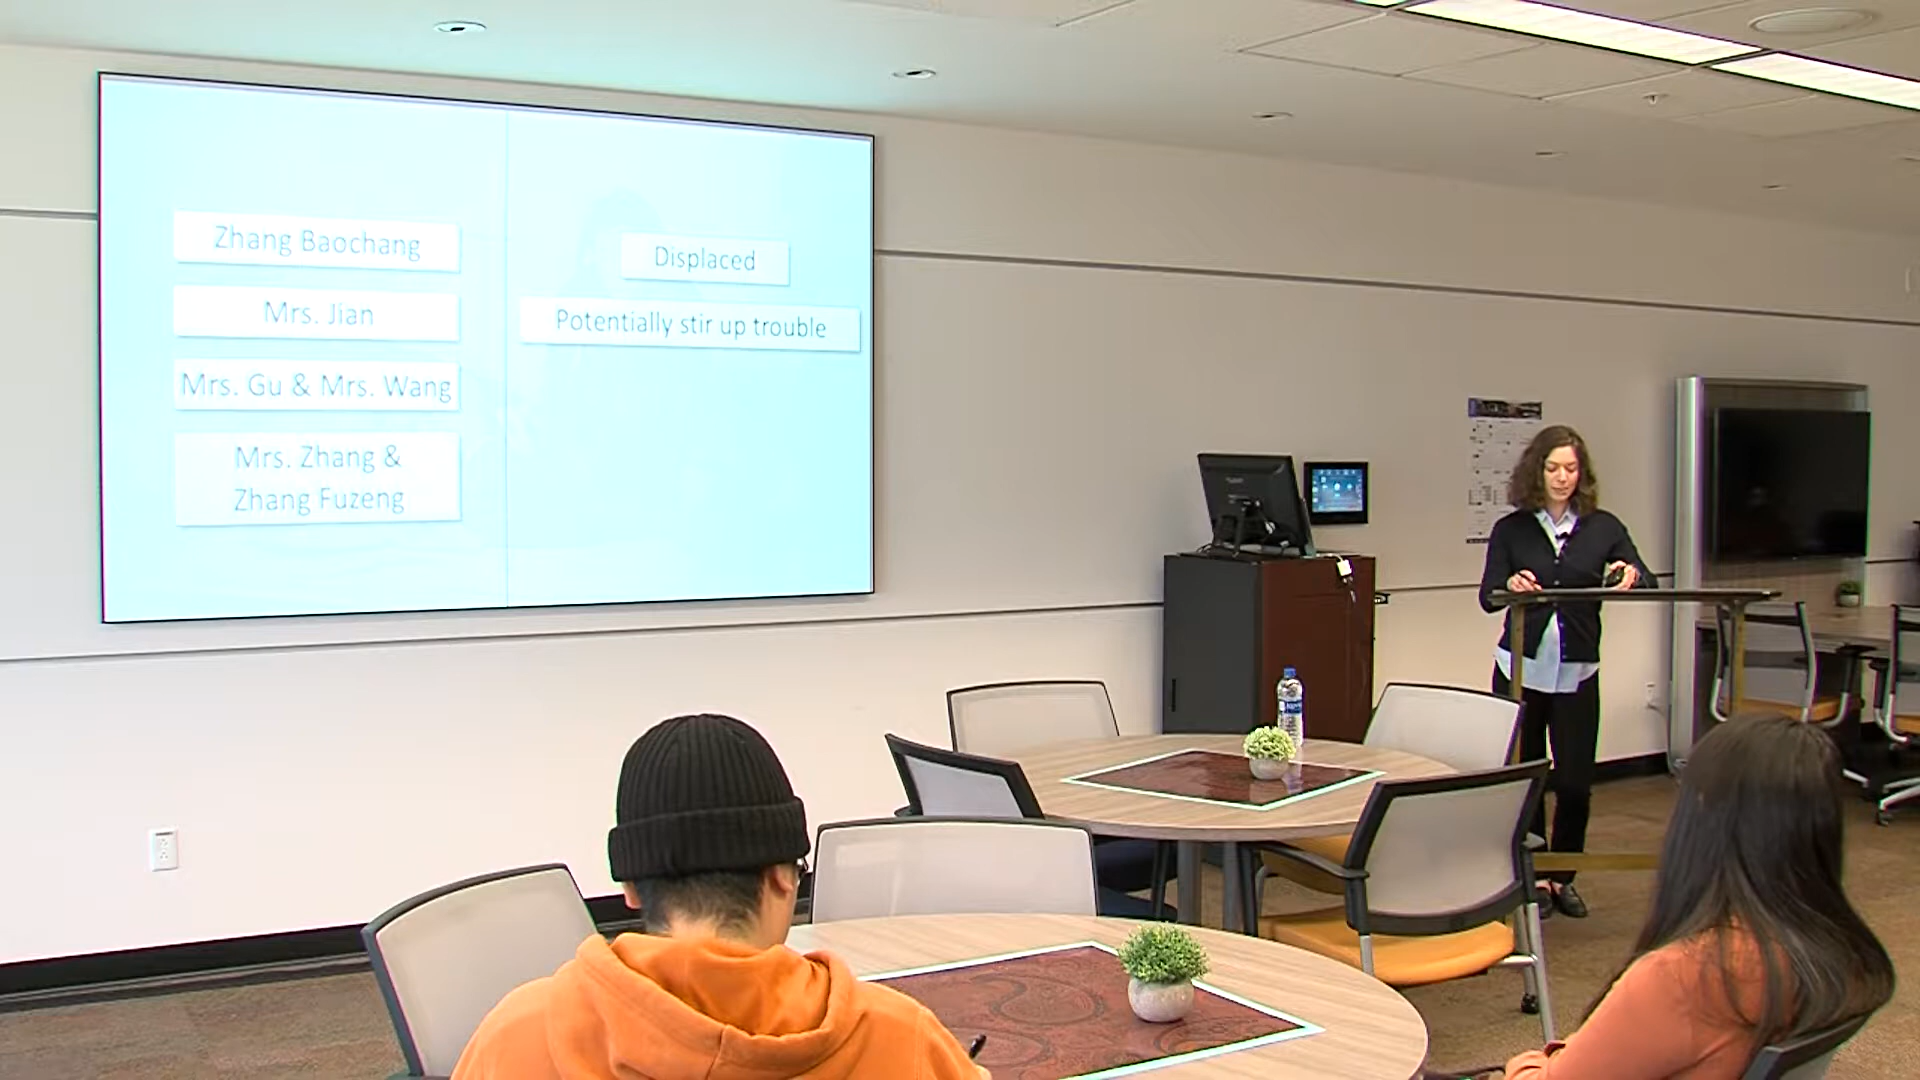 Zhang Baochang
Mrs. Jian
Mrs. Gu & Mrs. Wang
Mrs. Zhang &
Zhang Fuzeng
Displaced
Potentially stir up trouble